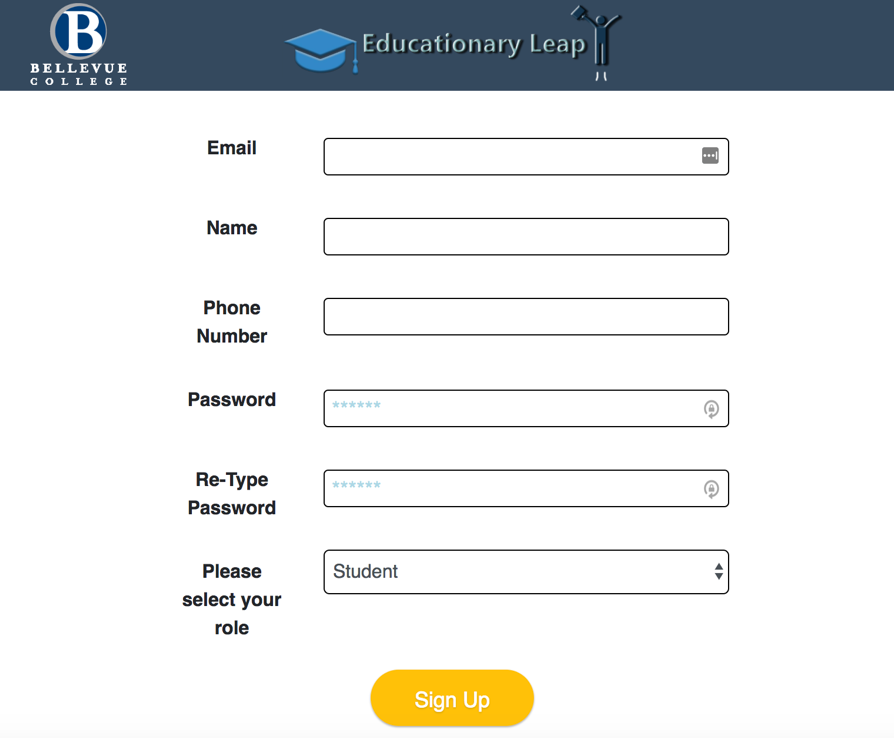 B
BELLEVUE
COLLEGE
Educationary Leap
Email
Name
Phone
Number
Password
******
Re-Type
Password
******
Please
select your
role
Student
Sign Up